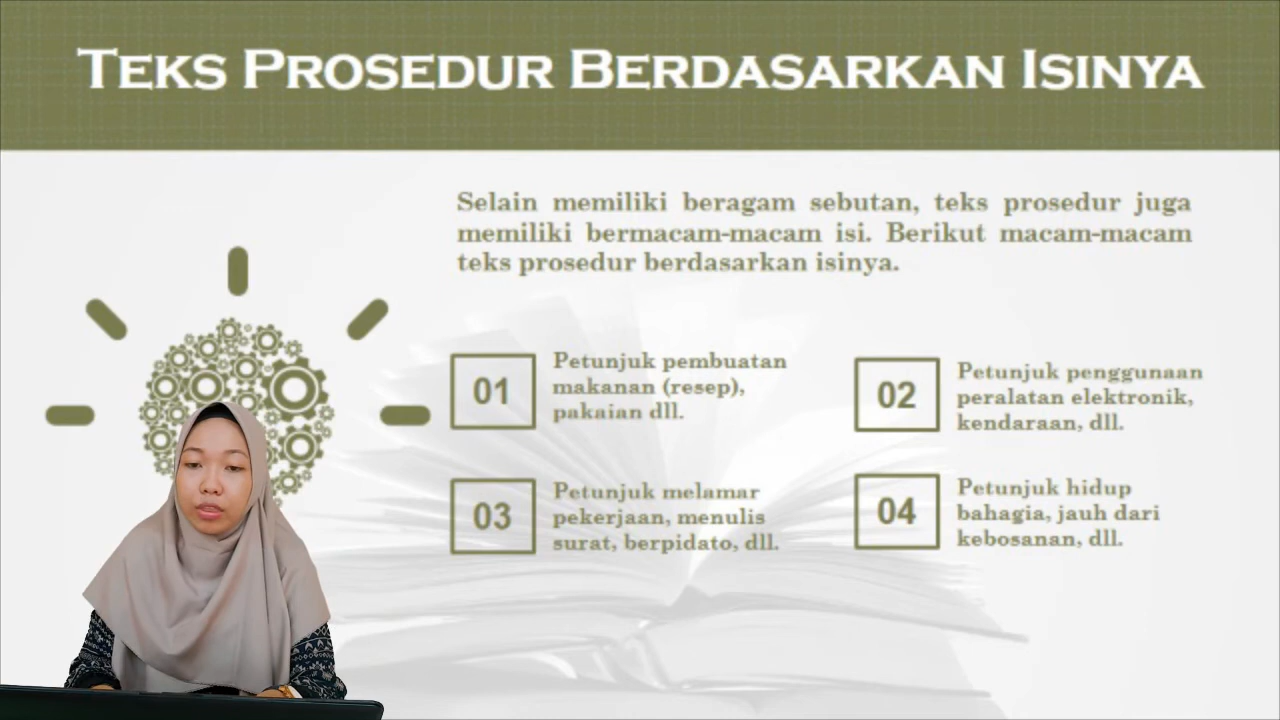 TEKS PROSEDUR BERDASARKAN ISINYA
Selain memiliki beragam sebutan, teks prosedur juga
memiliki bermacam-macam isi. Berikut macam-macam
teks prosedur berdasarkan isinya.
01
Petunjuk pembuatan
makanan (resep),
pakaian dll.
02
Petunjuk penggunaan
peralatan elektronik,
kendaraan, dll.
03
Petunjuk melamar
pekerjaan, menulis
surat, berpidato, dll.
04
Petunjuk hidup
bahagia, jauh dari
kebosanan, dll.